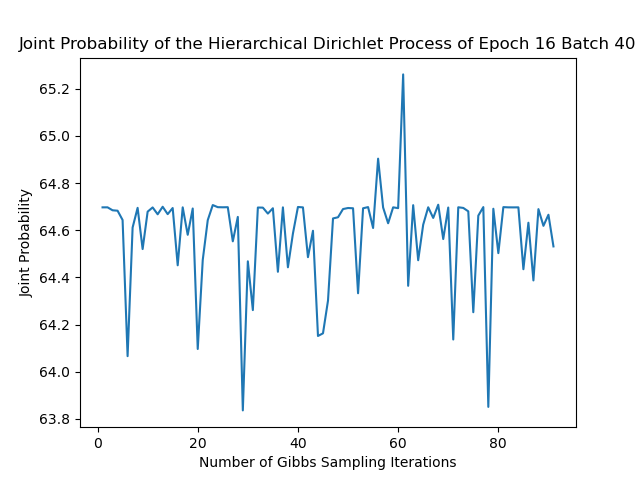 Joint Probability of the Hierarchical Dirichlet Process of Epoch 16 Batch 40
65.2
65.0
64.8
64.6
64.4
64.2
64.0
63.8
Joint Probability
0 20 40 60 80
Number of Gibbs Sampling Iterations